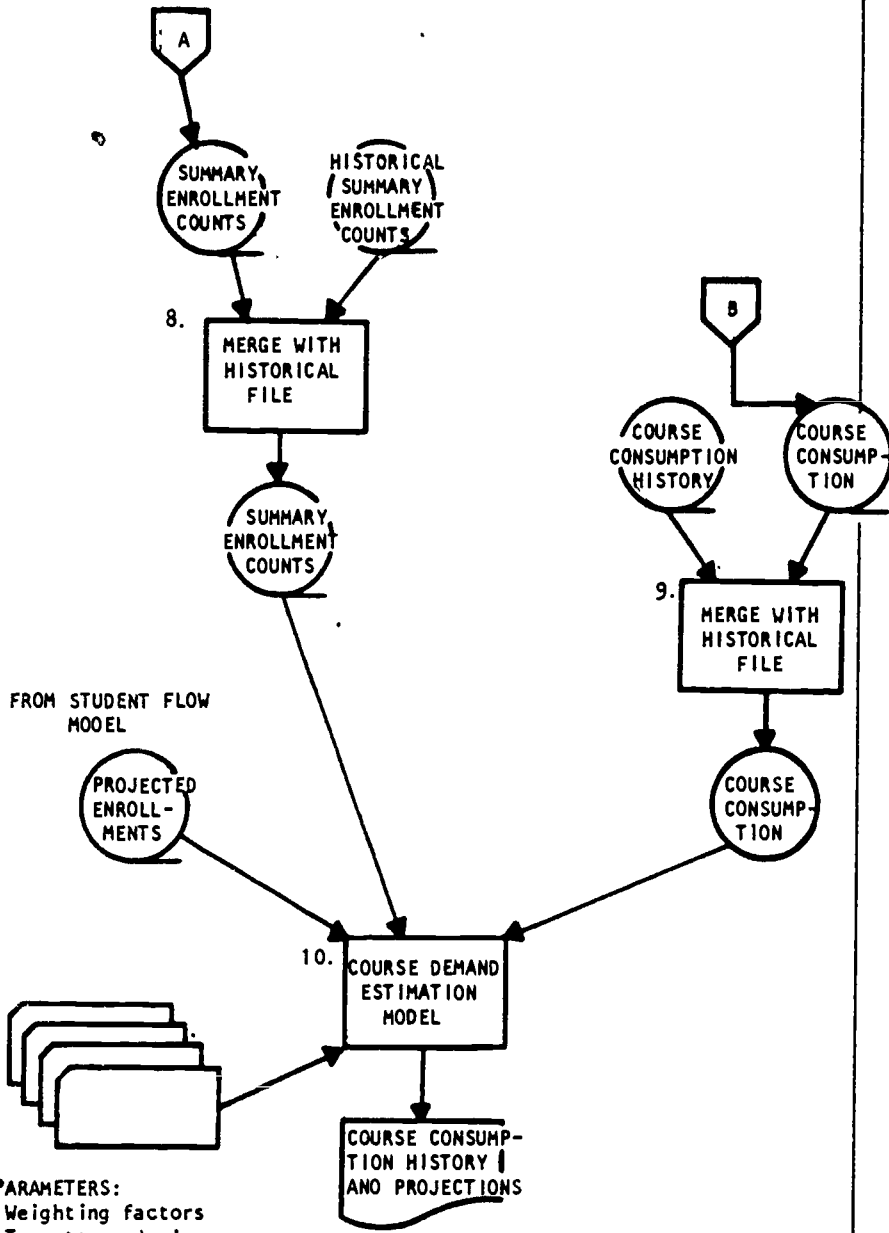 A
SUMMARY
ENROLLMENT
COUNTS
HISTORICAL
SUMMARY
ENROLLMENT
COUNTS
8.
MERGE WITH
HISTORICAL
FILE
B
SUMMARY
ENROLLMENT
COUNTS
COURSE
CONSUMPTION
HISTORY
COURSE
CONSUMP-
TION
9.
MERGE WITH
HISTORICAL
FILE
FROM STUDENT FLOW
MODEL
PROJECTED
ENROLL-
MENTS
COURSE
CONSUMP-
TION
10.
COURSE DEMAND
ESTIMATION
MODEL
COURSE CONSUMP-
TION HISTORY
AND PROJECTIONS
PARAMETERS:
Weighting factors